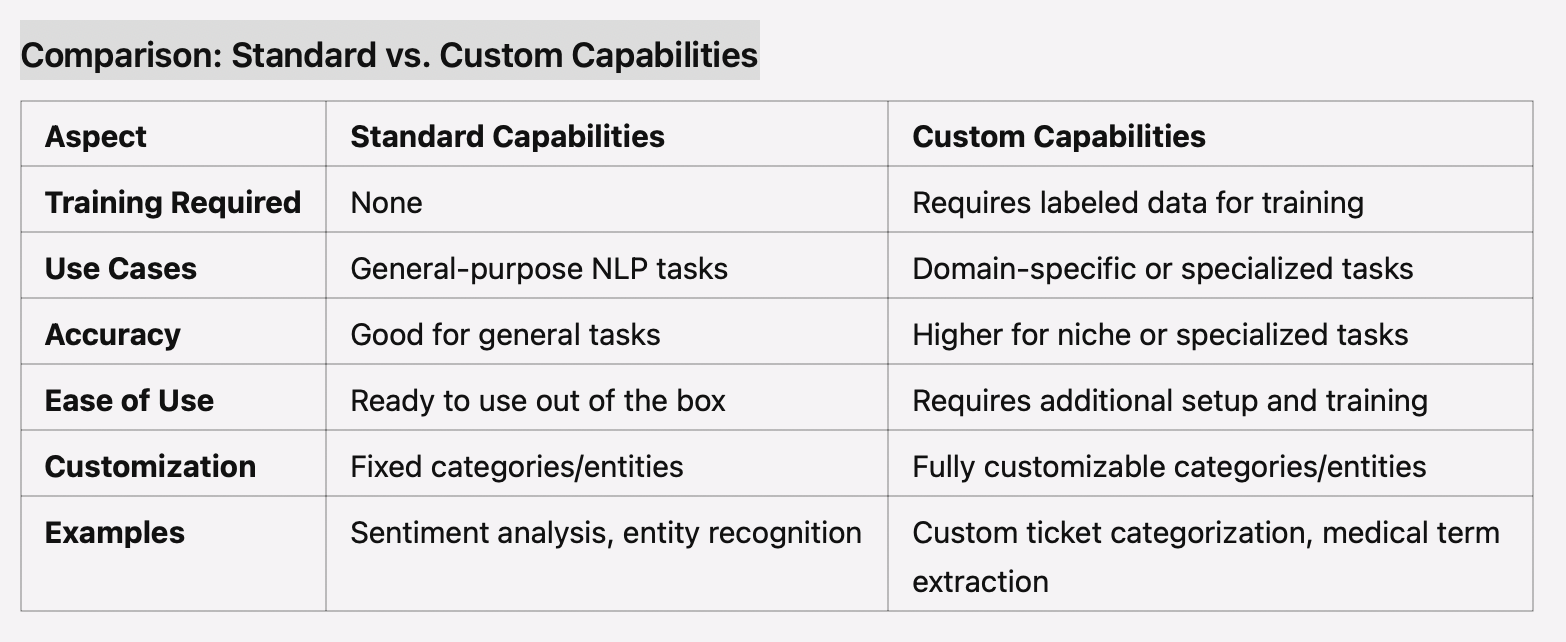 Comparison: Standard vs. Custom Capabilities
Aspect Standard Capabilities Custom Capabilities
Training Required None Requires labeled data for training
Use Cases General-purpose NLP tasks Domain-specific or specialized tasks
Accuracy Good for general tasks Higher for niche or specialized tasks
Ease of Use Ready to use out of the box Requires additional setup and training
Customization Fixed categories/entities Fully customizable categories/entities
Examples Sentiment analysis, entity recognition Custom ticket categorization, medical term
extraction